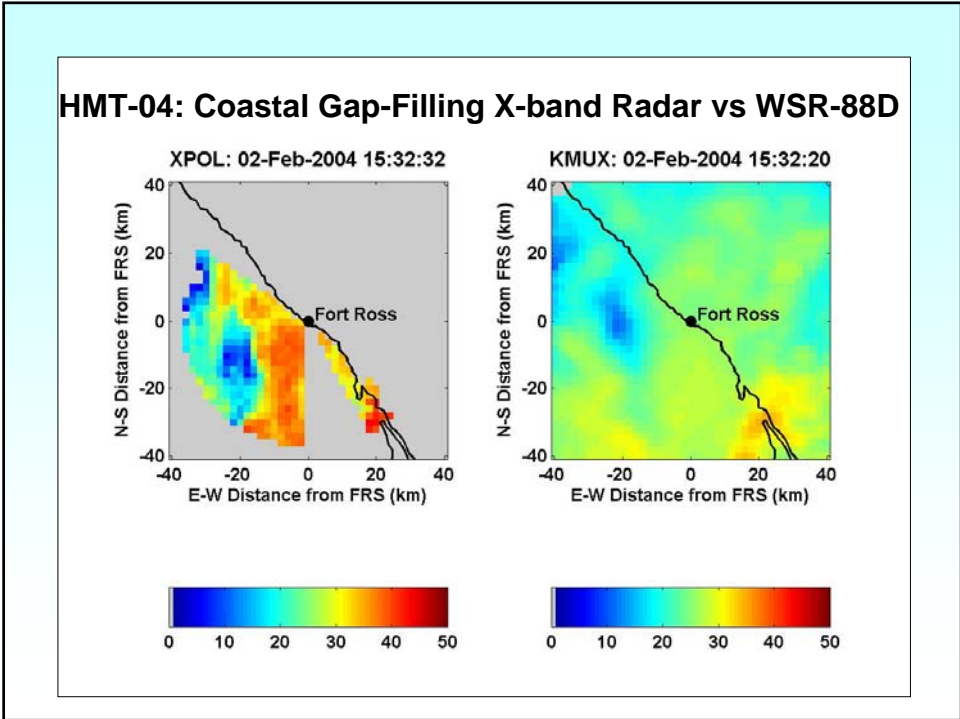 HMT-04: Coastal Gap-Filling X-band Radar vs WSR-88D
XPOL: 02-Feb-2004 15:32:32
40
20
0
-20
-40
N-S Distance from FRS (km)
Fort Ross
-40 -20 0 20 40
E-W Distance from FRS (km)
0 10 20 30 40 50
KMUX: 02-Feb-2004 15:32:20
40
20
0
-20
-40
N-S Distance from FRS (km)
Fort Ross
-40 -20 0 20 40
E-W Distance from FRS (km)
0 10 20 30 40 50